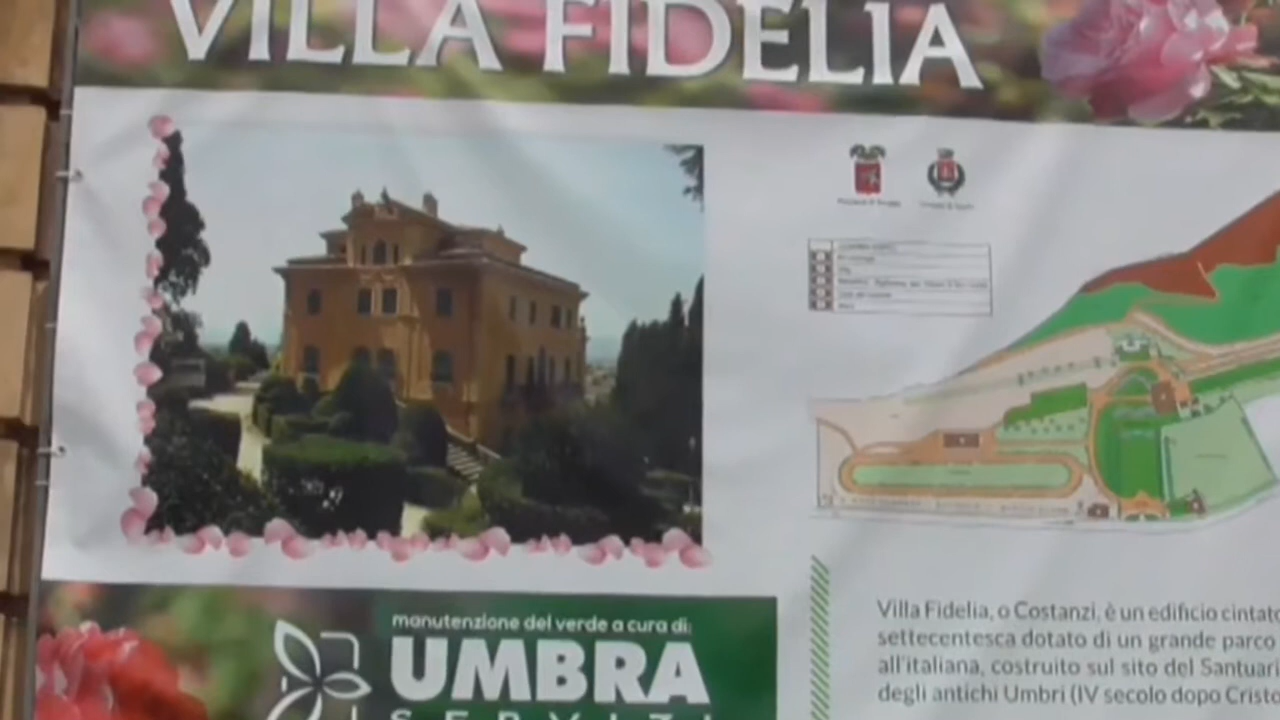 VILLA FIDELIA
manutenzione del verde a cura di:
UMBRA
SERVIZI
Villa Fidelia, o Costanzi, è un edificio cintato
settecentesca dotato di un grande parco
all'italiana, costruito sul sito del Santuari
degli antichi Umbri (IV secolo dopo Cristo